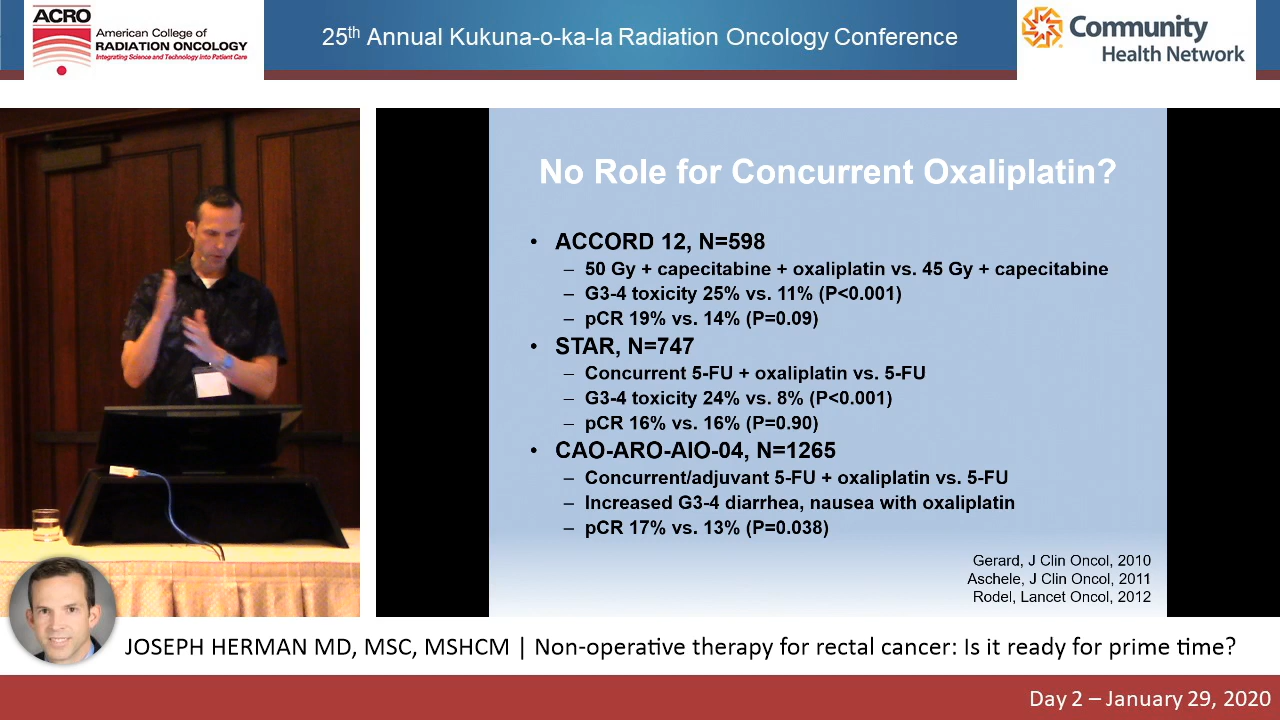 ACRO
American College of
RADIATION ONCOLOGY
Integrating Science and Technology Into Patient Care
25th Annual Kukuna-o-ka-la Radiation Oncology Conference
Community
Health Network
No Role for Concurrent Oxaliplatin?
• ACCORD 12, N=598
– 50 Gy + capecitabine + oxaliplatin vs. 45 Gy + capecitabine
– G3-4 toxicity 25% vs. 11% (P<0.001)
– pCR 19% vs. 14% (P=0.09)
• STAR, N=747
– Concurrent 5-FU + oxaliplatin vs. 5-FU
– G3-4 toxicity 24% vs. 8% (P<0.001)
– pCR 16% vs. 16% (P=0.90)
• CAO-ARO-AIO-04, N=1265
– Concurrent/adjuvant 5-FU + oxaliplatin vs. 5-FU
– Increased G3-4 diarrhea, nausea with oxaliplatin
– pCR 17% vs. 13% (P=0.038)
Gerard, J Clin Oncol, 2010
Aschele, J Clin Oncol, 2011
Rodel, Lancet Oncol, 2012
JOSEPH HERMAN MD, MSC, MSHCM | Non-operative therapy for rectal cancer: Is it ready for prime time?
Day 2 – January 29, 2020